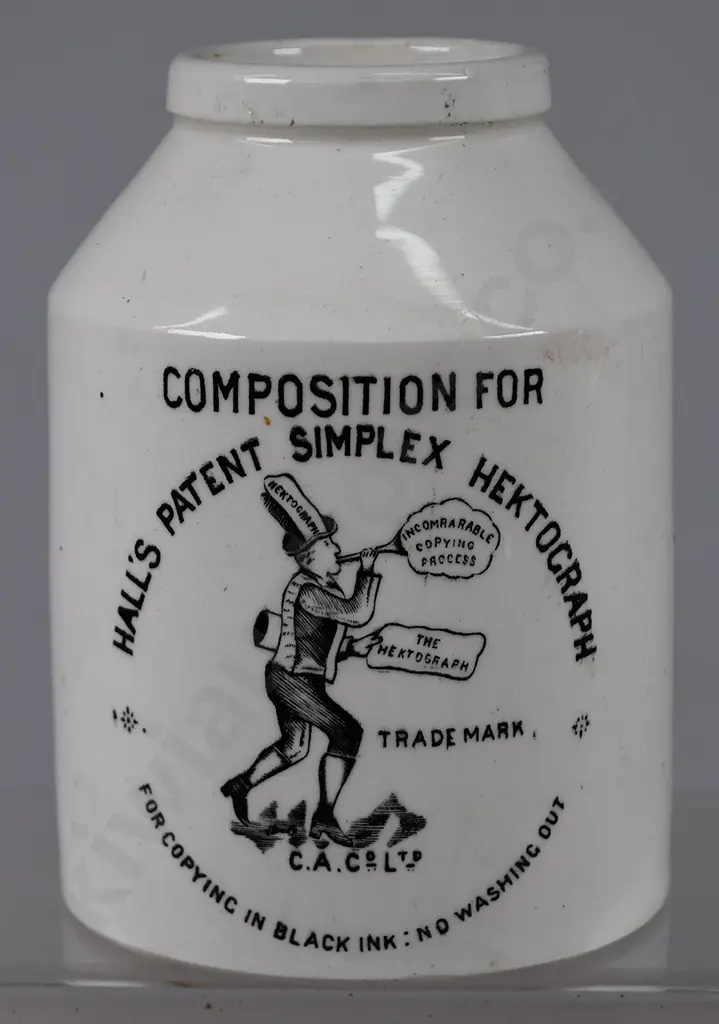 COMPOSITION FOR
HALL'S PATENT SIMPLEX HEKTOGRAPH
HEKTOGRAPH
INCOMRARABLE
COPYING
PROCESS
THE
HEKTOGRAPH
TRADE MARK.
C.A.Cº LTD
FOR COPYING IN BLACK INK: NO WASHING OUT